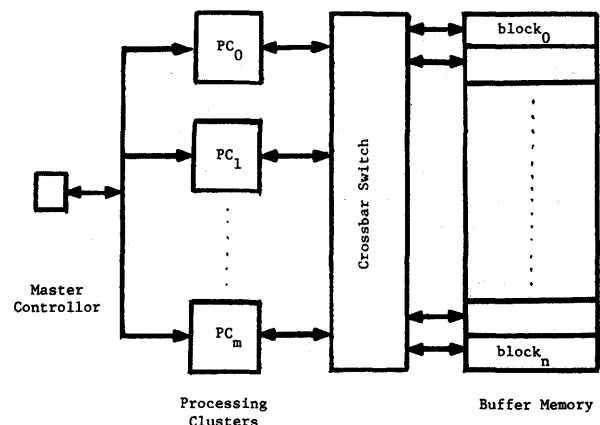 PC₀
block₀
PC₁
Crossbar Switch
Master
Controllor
PCₘ
blockₙ
Processing
Clusters
Buffer Memory